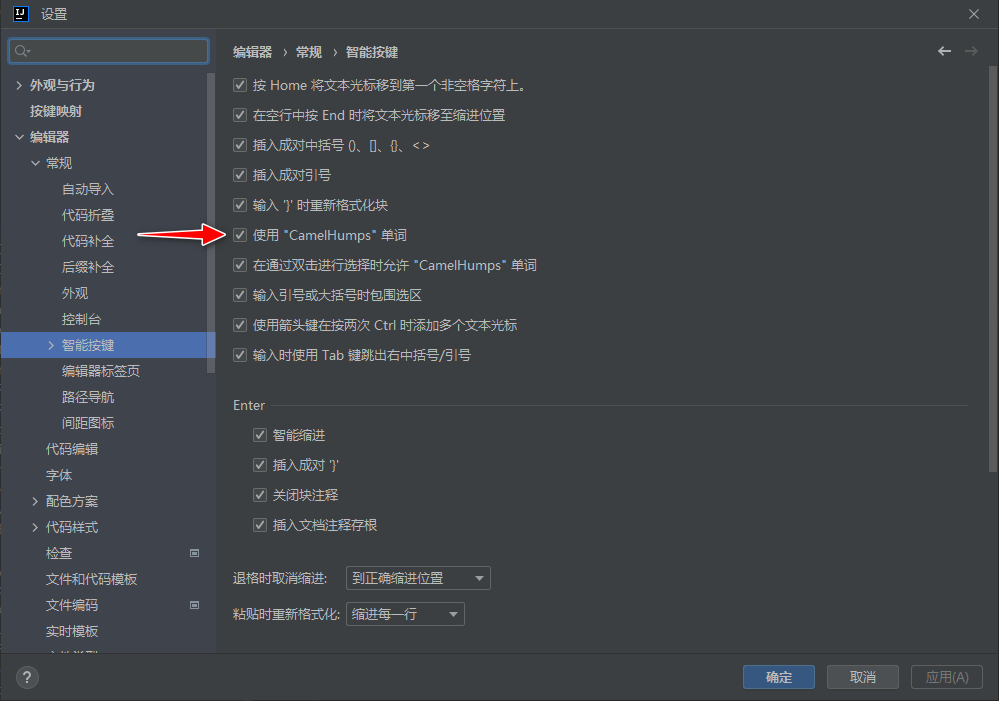 设置
外观与行为
按键映射
编辑器
常规
自动导入
代码折叠
代码补全
后缀补全
外观
控制台
智能按键
编辑器标签页
路径导航
间距图标
代码编辑
字体
配色方案
代码样式
检查
文件和代码模板
文件编码
实时模板
编辑器 › 常规 › 智能按键
按 Home 将文本光标移到第一个非空格字符上。
在空行中按 End 时将文本光标移至缩进位置
插入成对中括号 ()、[]、{}、<>
插入成对引号
输入 '}' 时重新格式化块
使用 "CamelHumps" 单词
在通过双击进行选择时允许 "CamelHumps" 单词
输入引号或大括号时包围选区
使用箭头键在按两次 Ctrl 时添加多个文本光标
输入时使用 Tab 键跳出右中括号/引号
Enter
智能缩进
插入成对 '}'
关闭块注释
插入文档注释存根
退格时取消缩进: 到正确缩进位置
粘贴时重新格式化: 缩进每一行
? 确定 取消 应用(A)